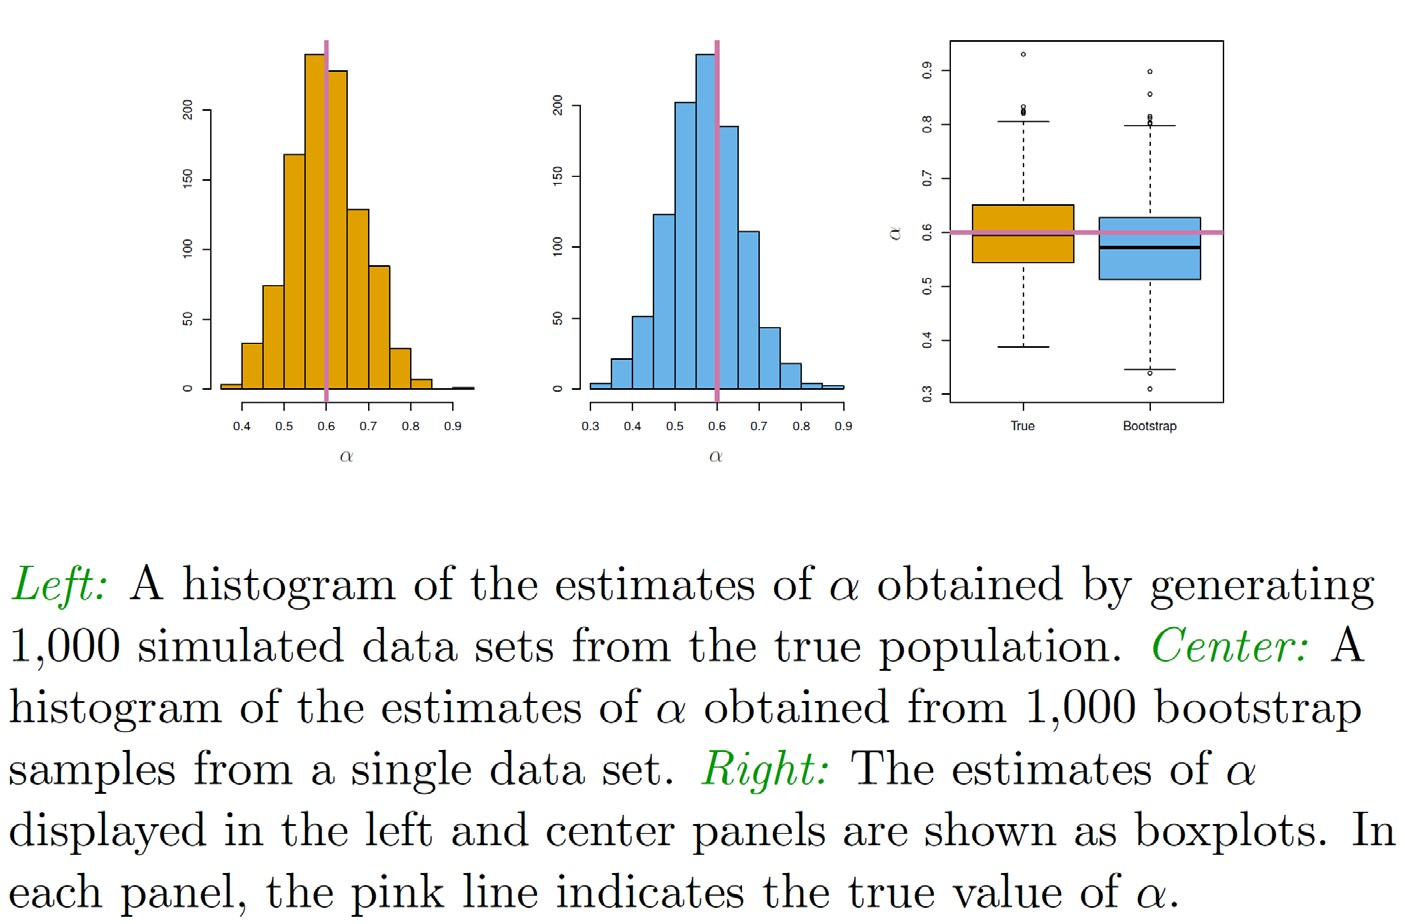 0 50 100 150 200
0.4 0.5 0.6 0.7 0.8 0.9
α
0 50 100 150 200
0.3 0.4 0.5 0.6 0.7 0.8 0.9
α
0.3 0.4 0.5 0.6 0.7 0.8 0.9
α
True Bootstrap
Left: A histogram of the estimates of α obtained by generating
1,000 simulated data sets from the true population. Center: A
histogram of the estimates of α obtained from 1,000 bootstrap
samples from a single data set. Right: The estimates of α
displayed in the left and center panels are shown as boxplots. In
each panel, the pink line indicates the true value of α.